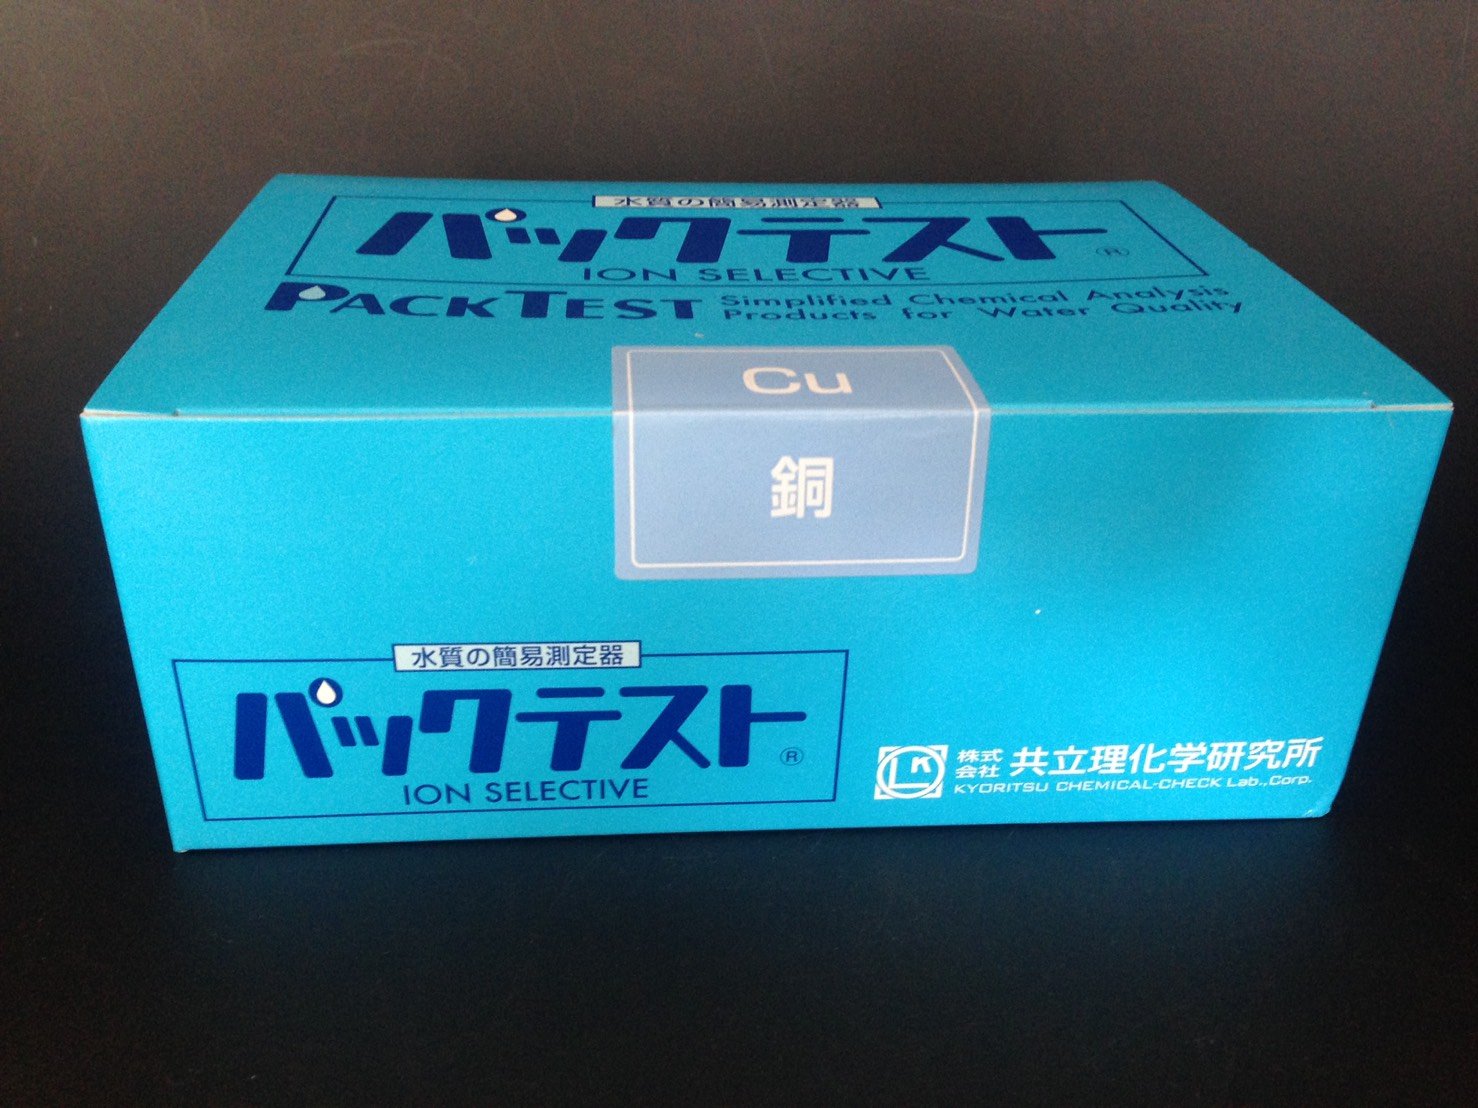 水質の簡易測定器
パックテスト®
ION SELECTIVE
PACKTEST
Simplified Chemical Analysis
Products for Water Quality
Cu
銅
水質の簡易測定器
パックテスト®
ION SELECTIVE
LK
株式会社 共立理化学研究所
KYORITSU CHEMICAL-CHECK Lab.,Corp.